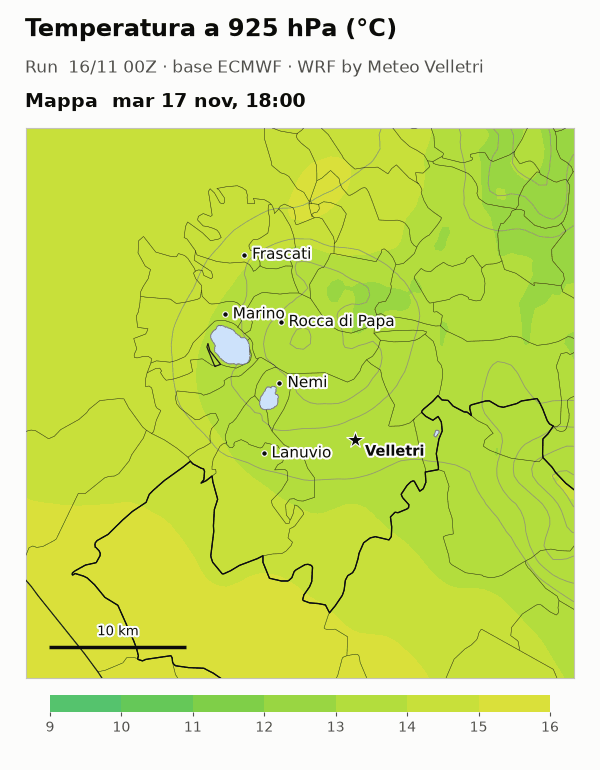 Temperatura a 925 hPa (°C)
Run  16/11 00Z · base ECMWF · WRF by Meteo Velletri
Mappa  mar 17 nov, 18:00
Frascati
Marino
Rocca di Papa
Nemi
Velletri
Lanuvio
10 km
9 10 11 12 13 14 15 16